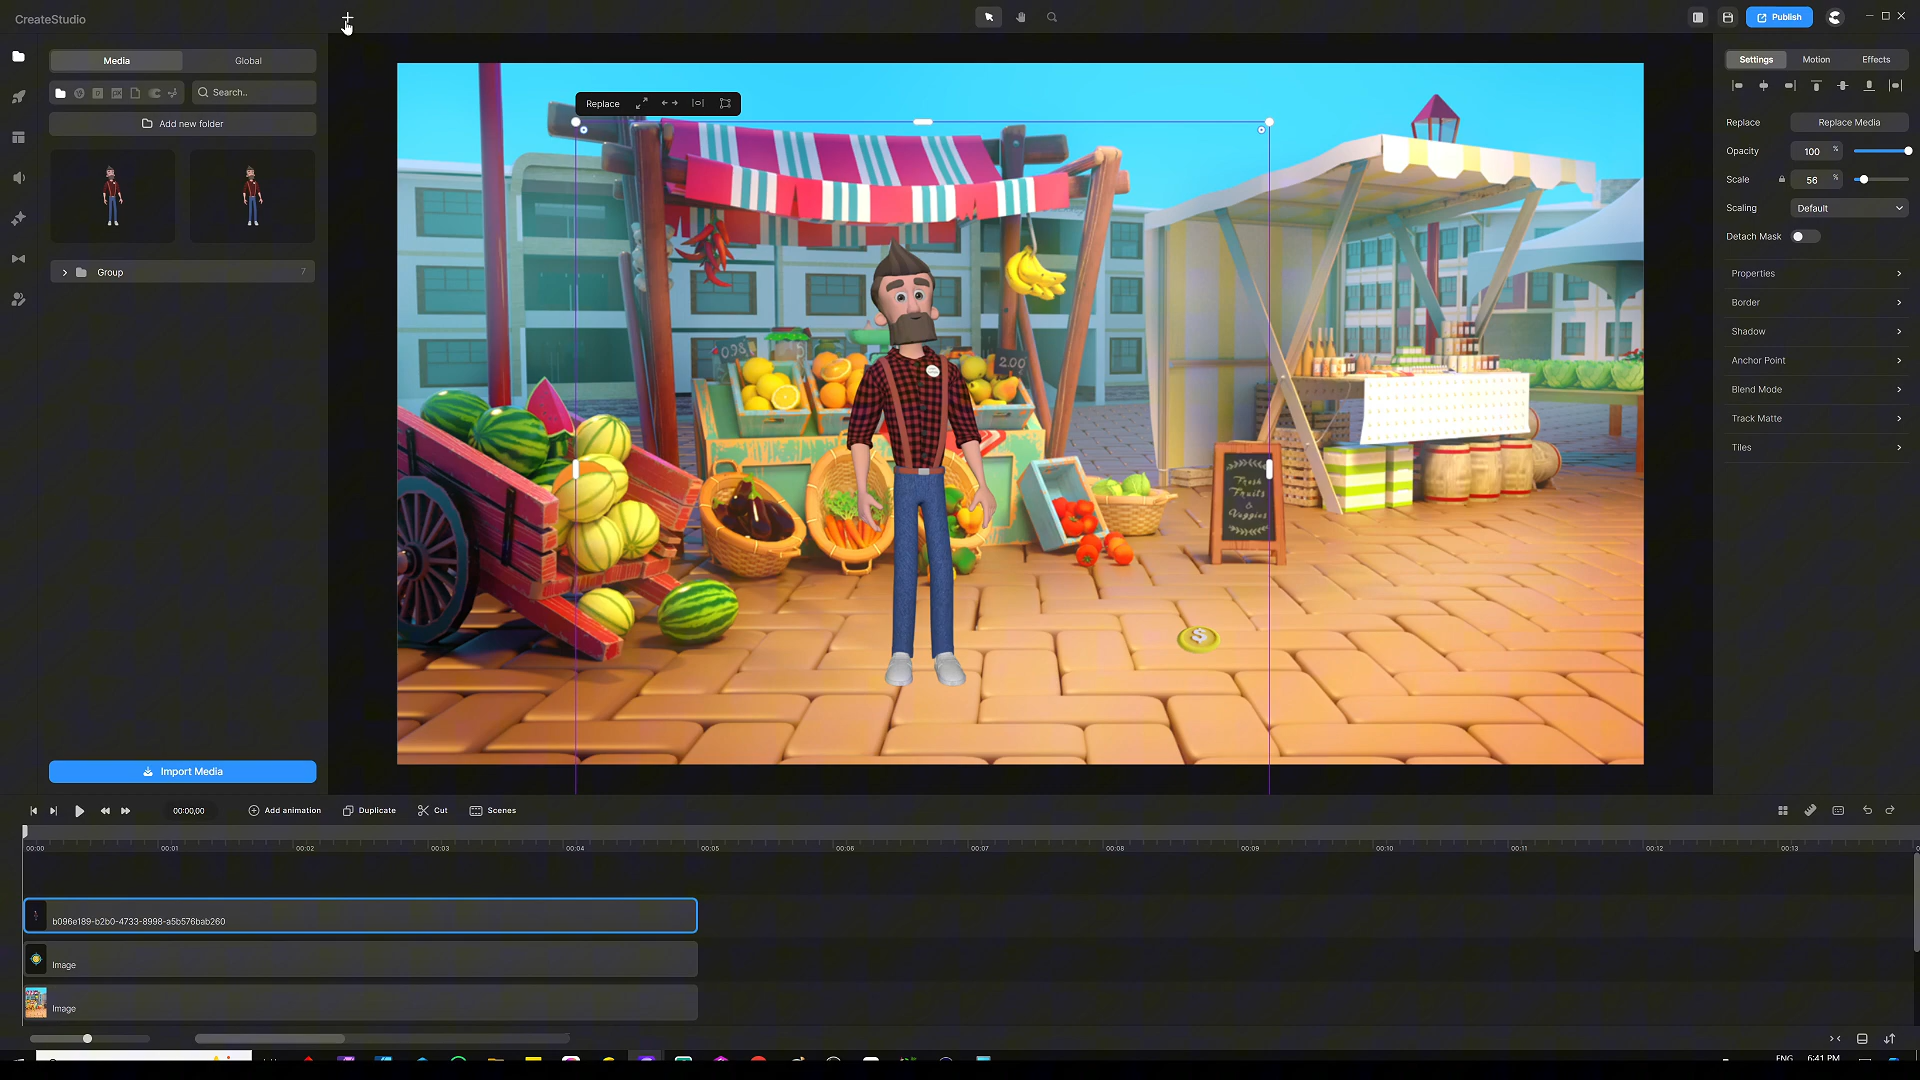 CreateStudio
Publish
Media
Global
Search..
Add new folder
Group
7
Import Media
Replace
.098
2.00
Fresh
Fruits
&
Veggies
$
Settings
Motion
Effects
Replace
Replace Media
Opacity
100
%
Scale
56
%
Scaling
Default
Detach Mask
Properties
Border
Shadow
Anchor Point
Blend Mode
Track Matte
Tiles
00:00,00
Add animation
Duplicate
Cut
Scenes
00:00
00:01
00:02
00:03
00:04
00:05
00:06
00:07
00:08
00:09
00:10
00:11
00:12
00:13
b096e189-b2b0-4733-8998-a5b576bab260
Image
Image
ENG
6:41 PM